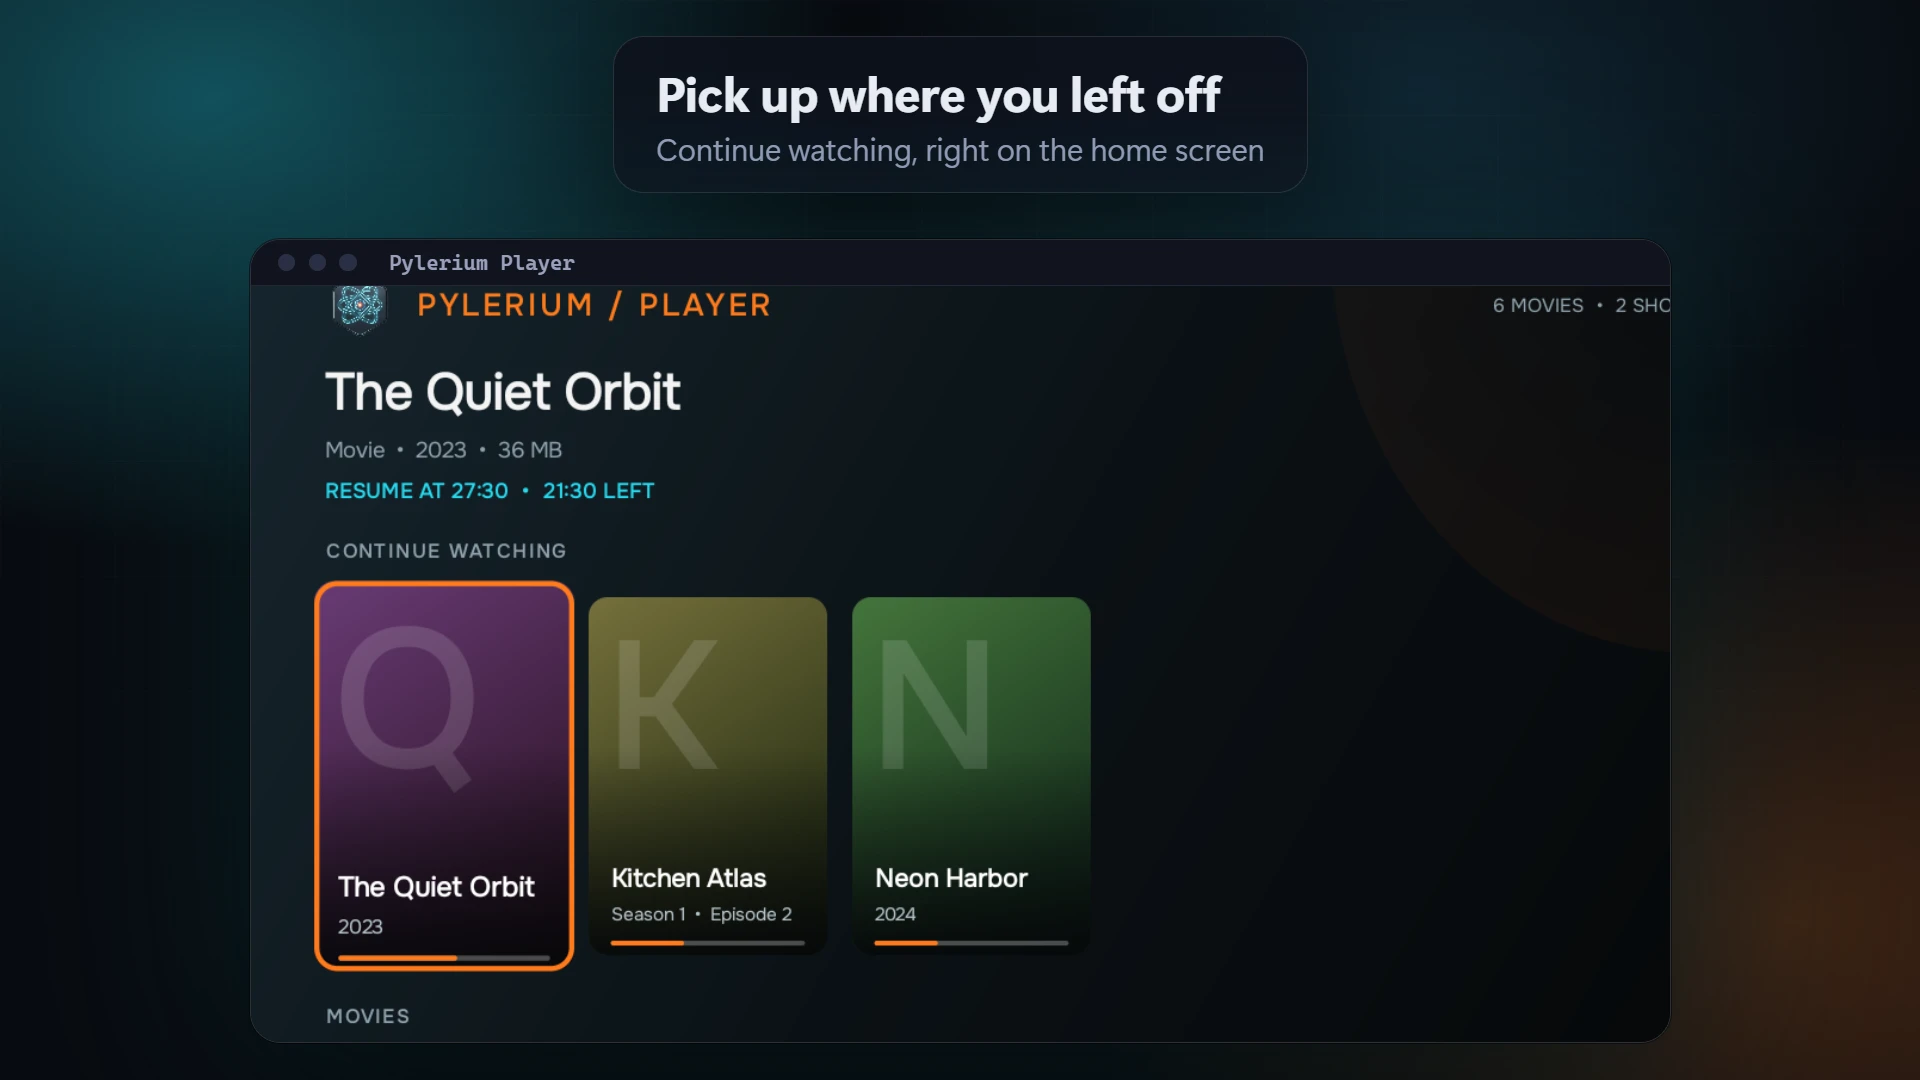 Pick up where you left off
Continue watching, right on the home screen
Pylerium Player
PYLERIUM / PLAYER
6 MOVIES • 2 SHO
The Quiet Orbit
Movie • 2023 • 36 MB
RESUME AT 27:30 • 21:30 LEFT
CONTINUE WATCHING
Q
The Quiet Orbit
2023
K
Kitchen Atlas
Season 1 • Episode 2
N
Neon Harbor
2024
MOVIES